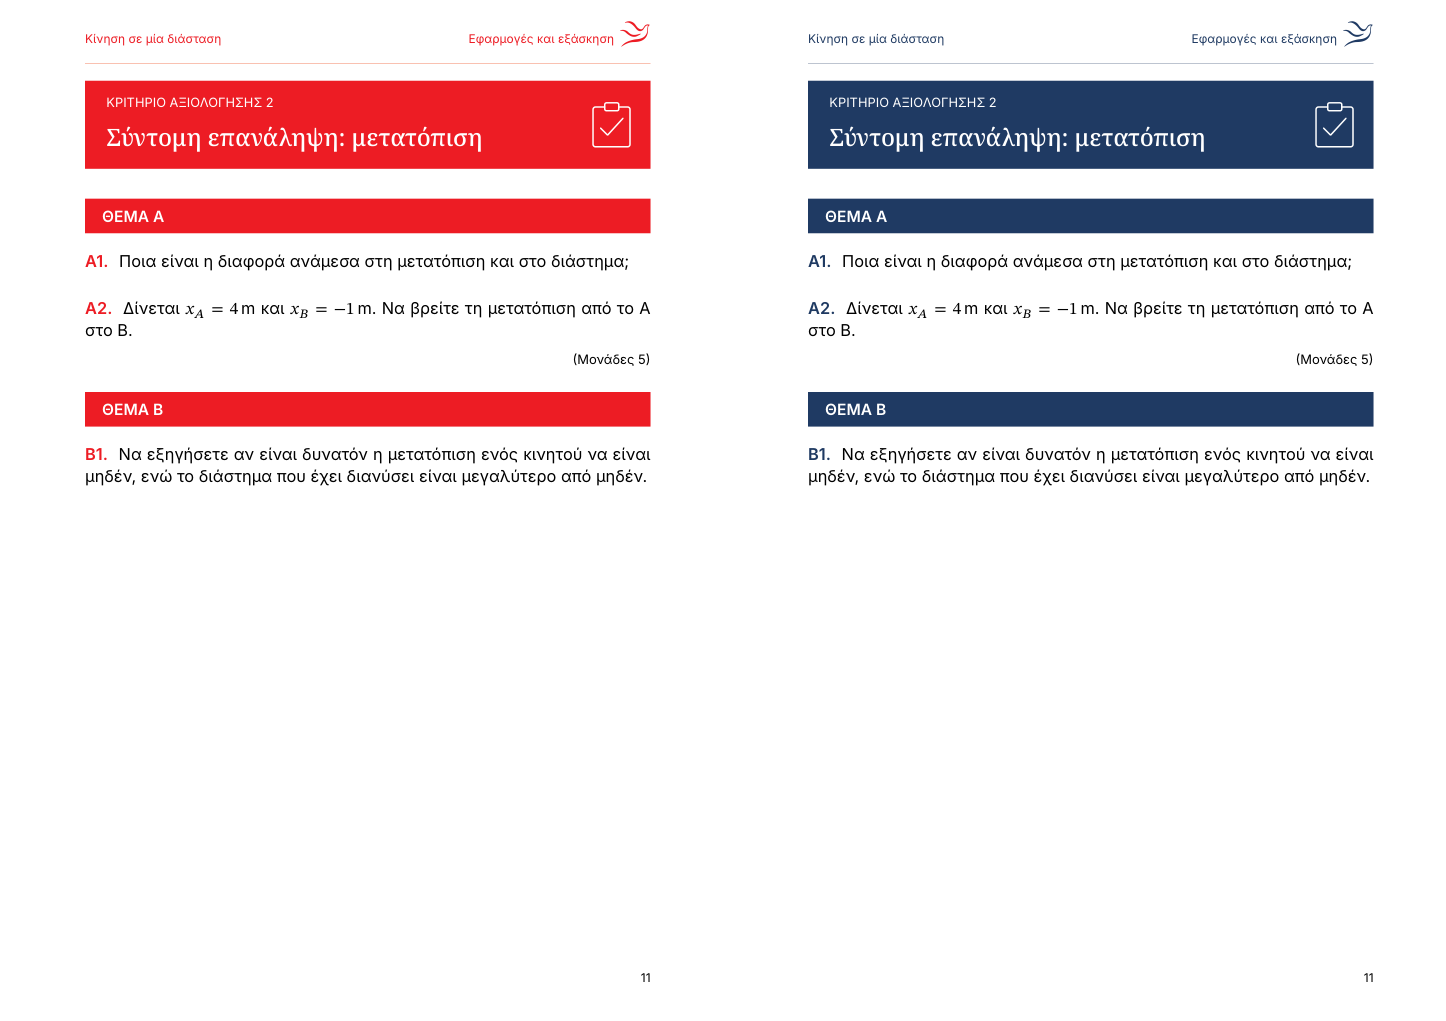 Κίνηση σε μία διάσταση
Εφαρμογές και εξάσκηση
ΚΡΙΤΗΡΙΟ ΑΞΙΟΛΟΓΗΣΗΣ 2
Σύντομη επανάληψη: μετατόπιση
ΘΕΜΑ Α
Α1. Ποια είναι η διαφορά ανάμεσα στη μετατόπιση και στο διάστημα;
Α2. Δίνεται x_A = 4 m και x_B = −1 m. Να βρείτε τη μετατόπιση από το Α
στο Β.
(Μονάδες 5)
ΘΕΜΑ Β
Β1. Να εξηγήσετε αν είναι δυνατόν η μετατόπιση ενός κινητού να είναι
μηδέν, ενώ το διάστημα που έχει διανύσει είναι μεγαλύτερο από μηδέν.
11
Κίνηση σε μία διάσταση
Εφαρμογές και εξάσκηση
ΚΡΙΤΗΡΙΟ ΑΞΙΟΛΟΓΗΣΗΣ 2
Σύντομη επανάληψη: μετατόπιση
ΘΕΜΑ Α
Α1. Ποια είναι η διαφορά ανάμεσα στη μετατόπιση και στο διάστημα;
Α2. Δίνεται x_A = 4 m και x_B = −1 m. Να βρείτε τη μετατόπιση από το Α
στο Β.
(Μονάδες 5)
ΘΕΜΑ Β
Β1. Να εξηγήσετε αν είναι δυνατόν η μετατόπιση ενός κινητού να είναι
μηδέν, ενώ το διάστημα που έχει διανύσει είναι μεγαλύτερο από μηδέν.
11